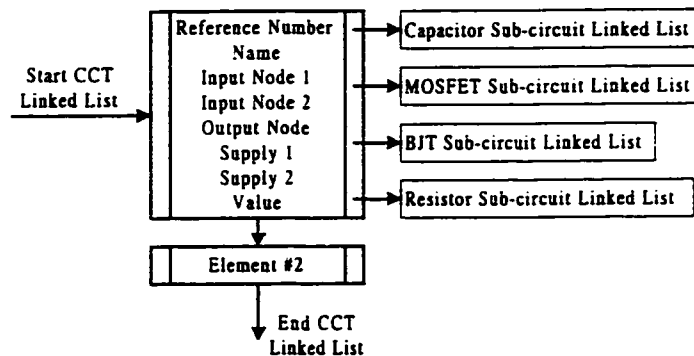 Start CCT
Linked List
Reference Number
Name
Input Node 1
Input Node 2
Output Node
Supply 1
Supply 2
Value
Capacitor Sub-circuit Linked List
MOSFET Sub-circuit Linked List
BJT Sub-circuit Linked List
Resistor Sub-circuit Linked List
Element #2
End CCT
Linked List